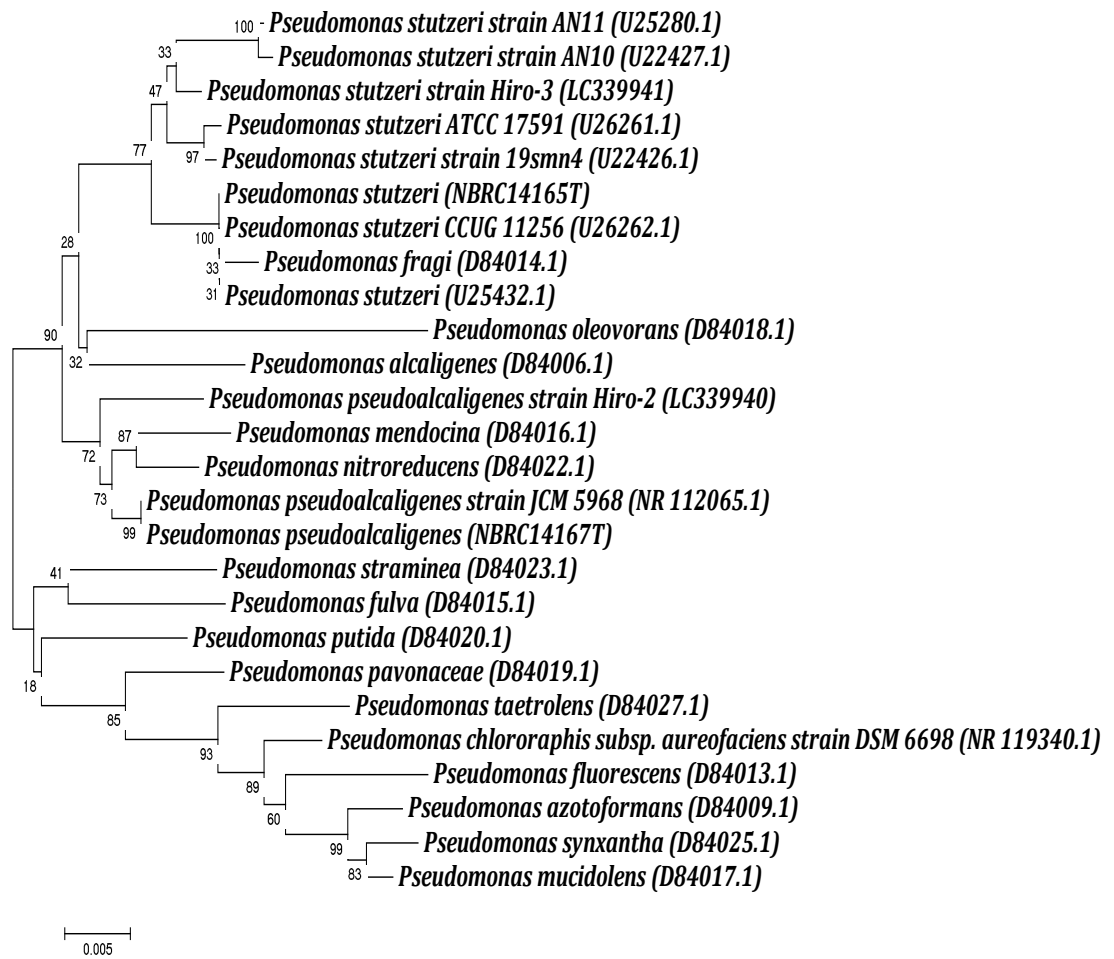 100
Pseudomonas stutzeri strain AN11 (U25280.1)
33
Pseudomonas stutzeri strain AN10 (U22427.1)
47
Pseudomonas stutzeri strain Hiro-3 (LC339941)
Pseudomonas stutzeri ATCC 17591 (U26261.1)
77
97
Pseudomonas stutzeri strain 19smn4 (U22426.1)
Pseudomonas stutzeri (NBRC14165T)
Pseudomonas stutzeri CCUG 11256 (U26262.1)
28
100
33
Pseudomonas fragi (D84014.1)
31
Pseudomonas stutzeri (U25432.1)
90
Pseudomonas oleovorans (D84018.1)
32
Pseudomonas alcaligenes (D84006.1)
Pseudomonas pseudoalcaligenes strain Hiro-2 (LC339940)
87
Pseudomonas mendocina (D84016.1)
72
Pseudomonas nitroreducens (D84022.1)
73
Pseudomonas pseudoalcaligenes strain JCM 5968 (NR 112065.1)
99
Pseudomonas pseudoalcaligenes (NBRC14167T)
41
Pseudomonas straminea (D84023.1)
Pseudomonas fulva (D84015.1)
Pseudomonas putida (D84020.1)
18
Pseudomonas pavonaceae (D84019.1)
85
Pseudomonas taetrolens (D84027.1)
93
Pseudomonas chlororaphis subsp. aureofaciens strain DSM 6698 (NR 119340.1)
89
Pseudomonas fluorescens (D84013.1)
60
Pseudomonas azotoformans (D84009.1)
99
Pseudomonas synxantha (D84025.1)
83
Pseudomonas mucidolens (D84017.1)
0.005